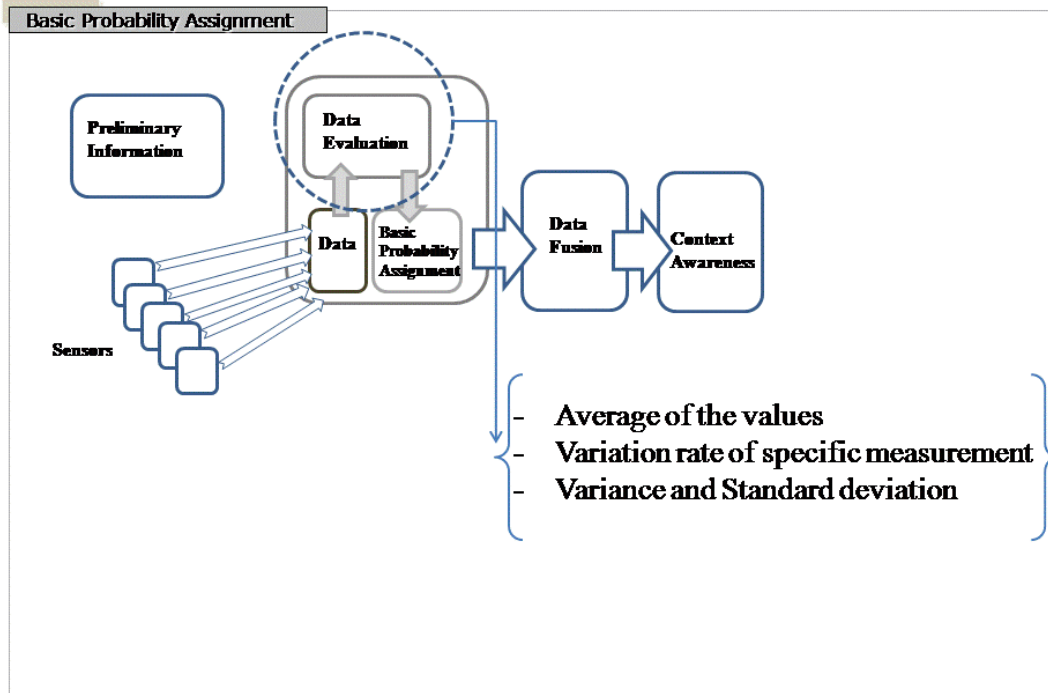 Basic Probability Assignment
Preliminary
Information
Data
Evaluation
Data
Basic
Probability
Assignment
Data
Fusion
Context
Awareness
Sensors
- Average of the values
- Variation rate of specific measurement
- Variance and Standard deviation